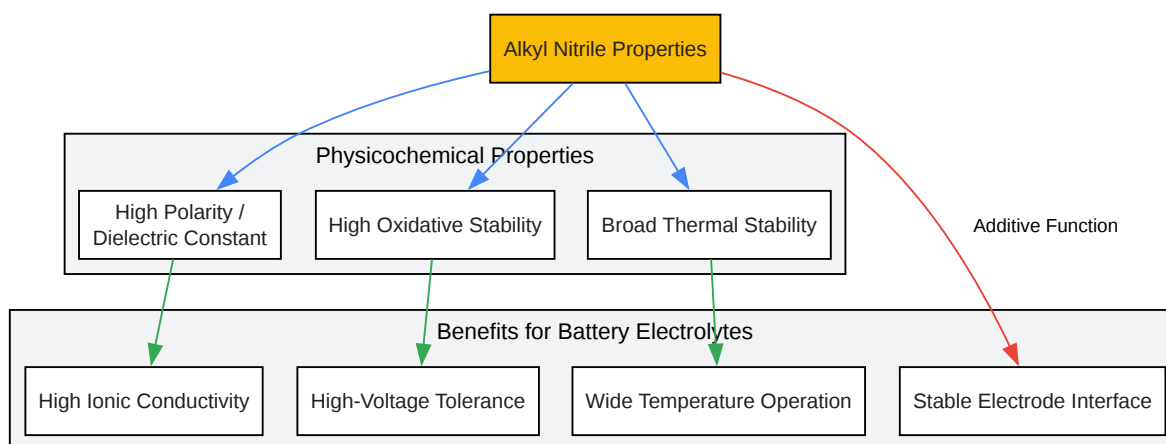 Alkyl Nitrile Properties
Physicochemical Properties
High Polarity /
Dielectric Constant
High Oxidative Stability
Broad Thermal Stability
Additive Function
Benefits for Battery Electrolytes
High Ionic Conductivity
High-Voltage Tolerance
Wide Temperature Operation
Stable Electrode Interface